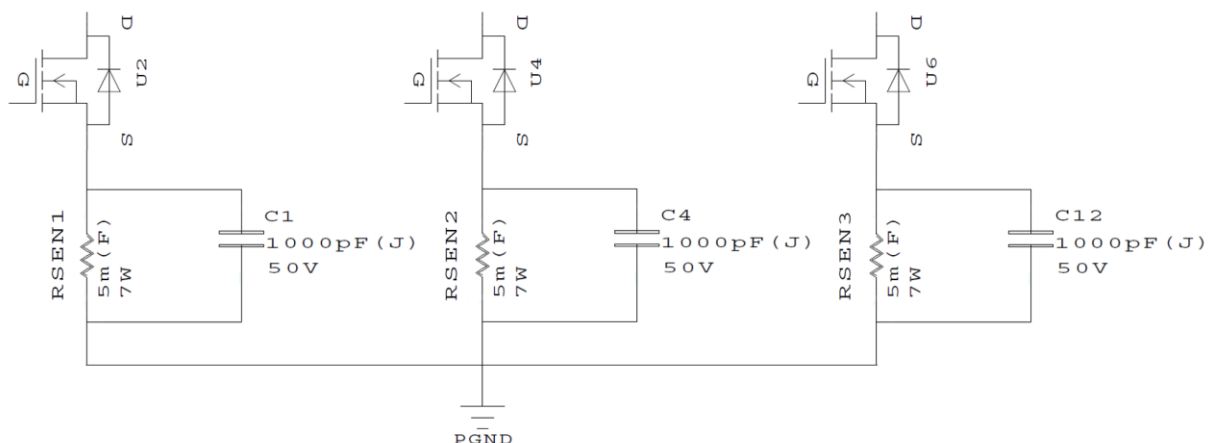 D
G
U2
S
D
G
U4
S
D
G
U6
S
RSEN1
5m(F)
7W
C1
1000pF(J)
50V
RSEN2
5m(F)
7W
C4
1000pF(J)
50V
RSEN3
5m(F)
7W
C12
1000pF(J)
50V
PGND